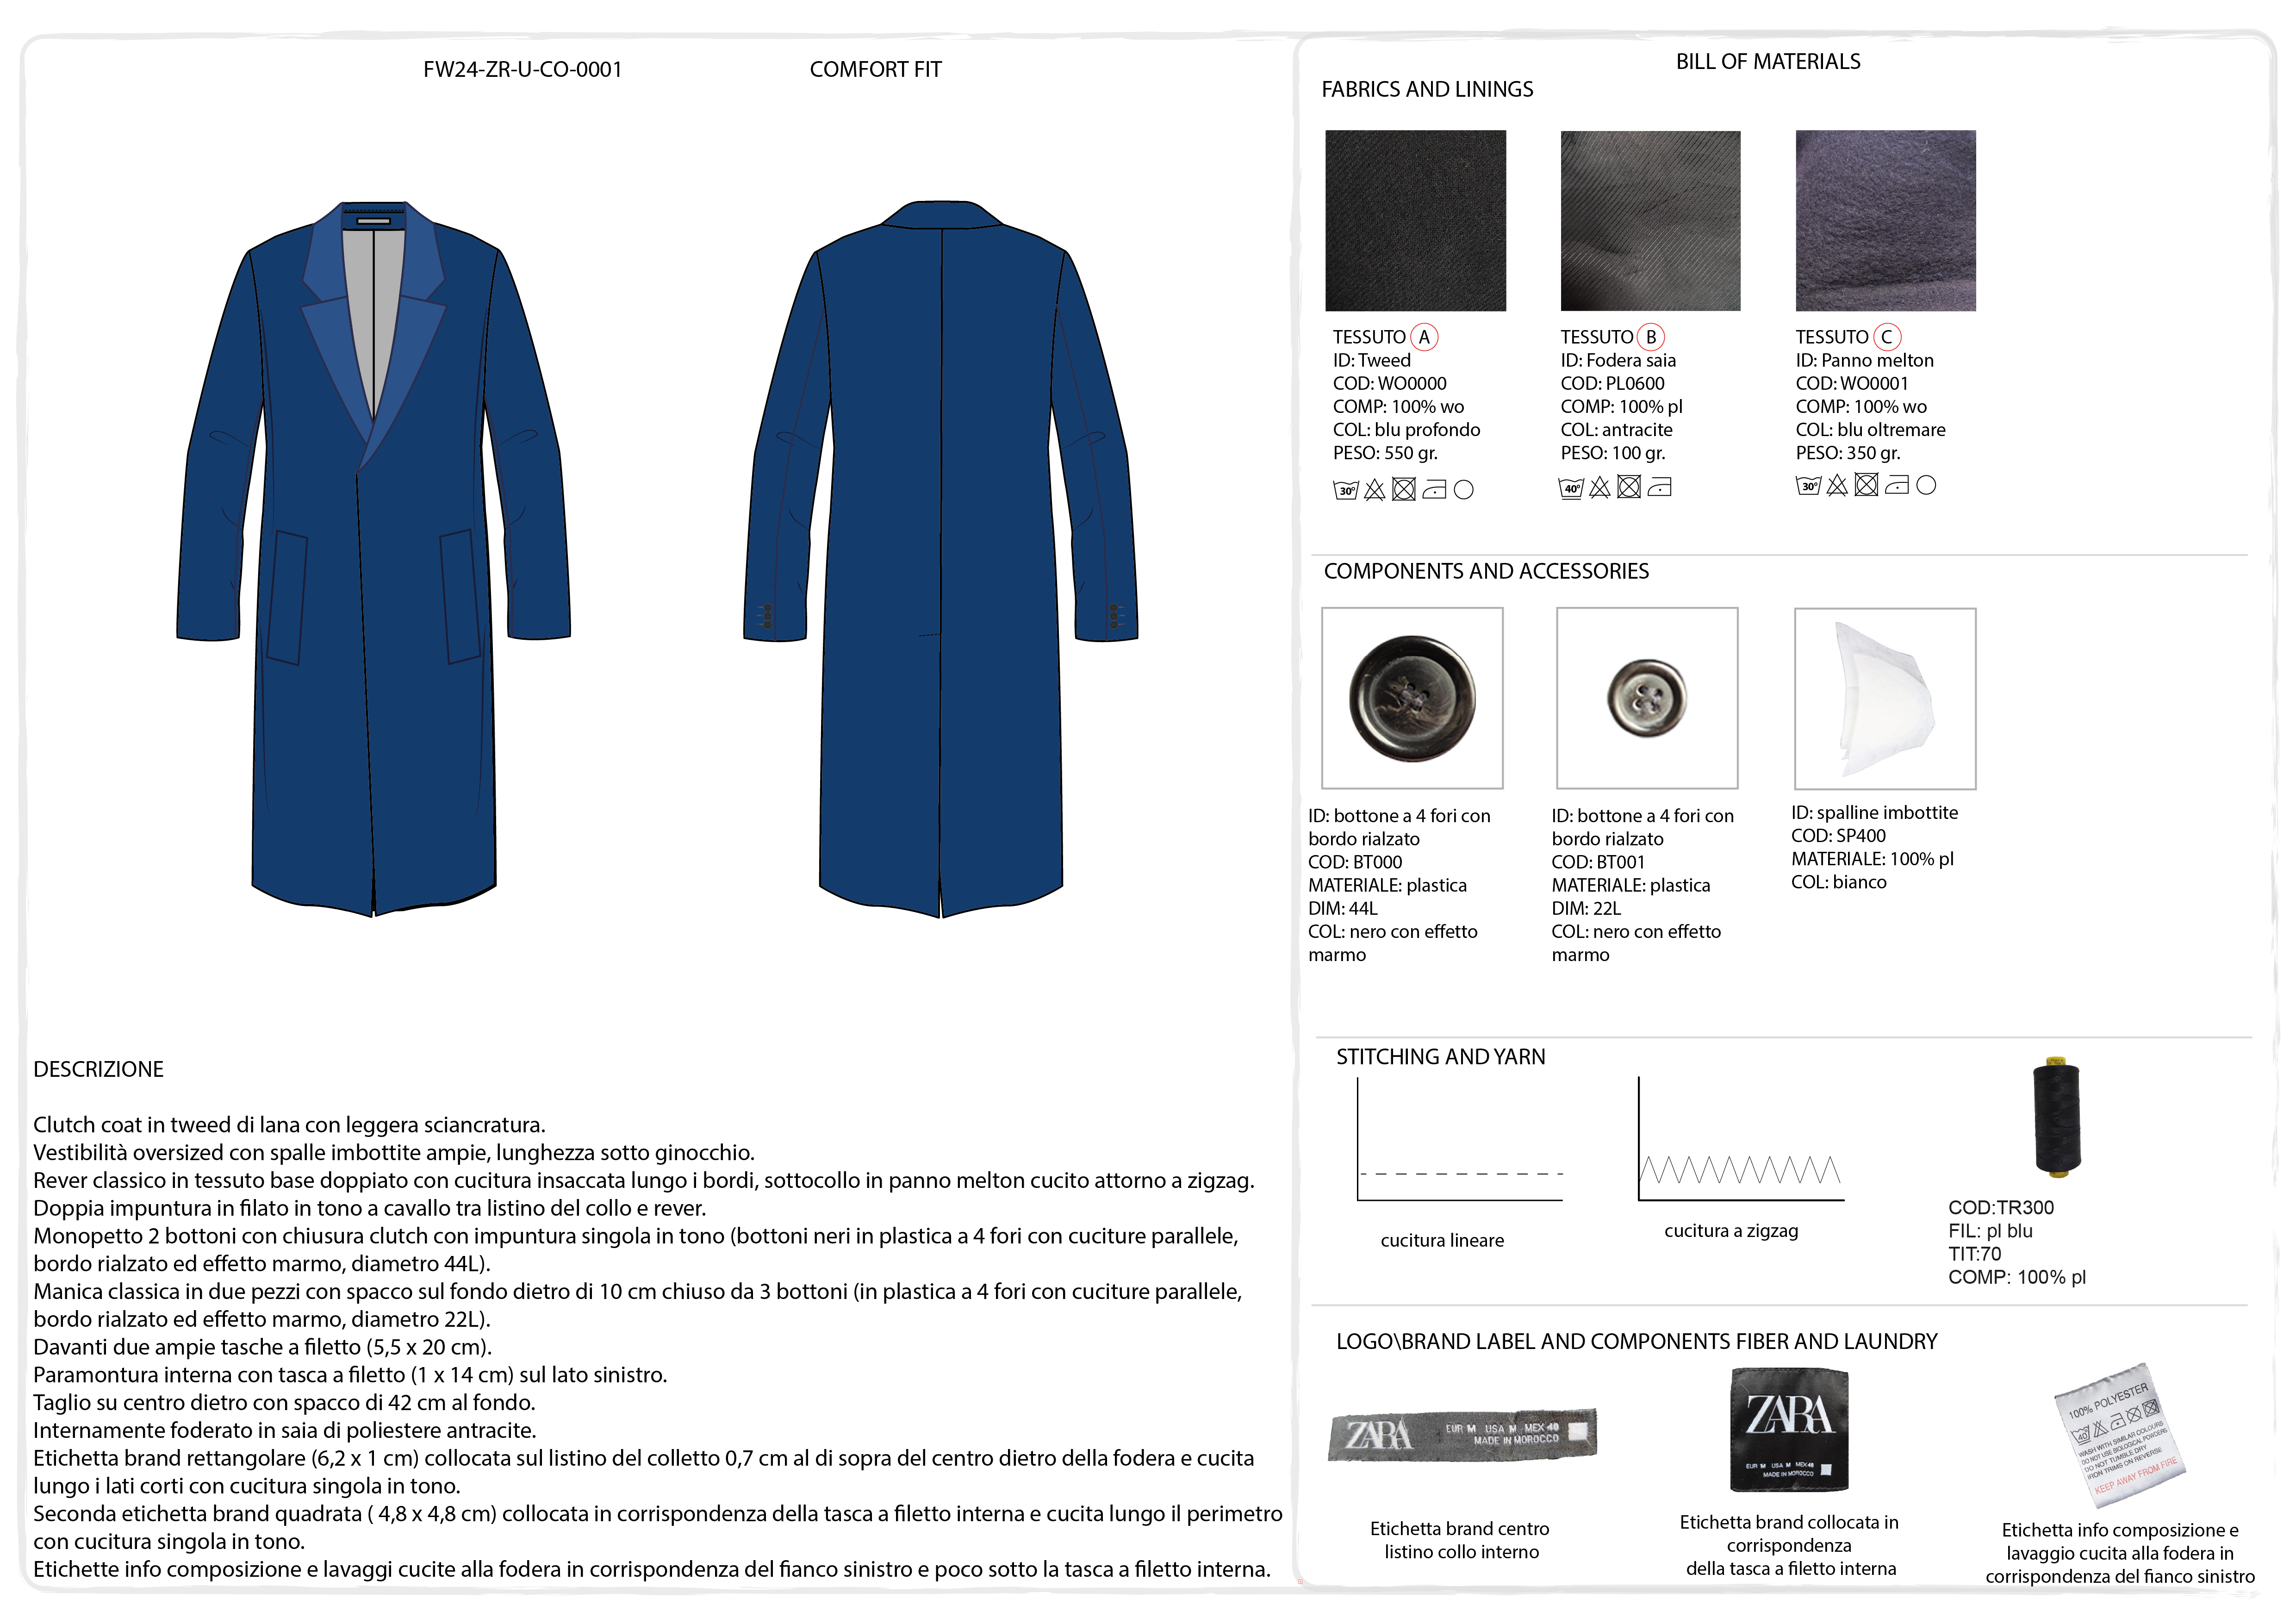 FW24-ZR-U-CO-0001
COMFORT FIT
DESCRIZIONE
Clutch coat in tweed di lana con leggera sciancratura.
Vestibilità oversized con spalle imbottite ampie, lunghezza sotto ginocchio.
Rever classico in tessuto base doppiato con cucitura insaccata lungo i bordi, sottocollo in panno melton cucito attorno a zigzag.
Doppia impuntura in filato in tono a cavallo tra listino del collo e rever.
Monopetto 2 bottoni con chiusura clutch con impuntura singola in tono (bottoni neri in plastica a 4 fori con cuciture parallele,
bordo rialzato ed effetto marmo, diametro 44L).
Manica classica in due pezzi con spacco sul fondo dietro di 10 cm chiuso da 3 bottoni (in plastica a 4 fori con cuciture parallele,
bordo rialzato ed effetto marmo, diametro 22L).
Davanti due ampie tasche a filetto (5,5 x 20 cm).
Paramontura interna con tasca a filetto (1 x 14 cm) sul lato sinistro.
Taglio su centro dietro con spacco di 42 cm al fondo.
Internamente foderato in saia di poliestere antracite.
Etichetta brand rettangolare (6,2 x 1 cm) collocata sul listino del colletto 0,7 cm al di sopra del centro dietro della fodera e cucita
lungo i lati corti con cucitura singola in tono.
Seconda etichetta brand quadrata ( 4,8 x 4,8 cm) collocata in corrispondenza della tasca a filetto interna e cucita lungo il perimetro
con cucitura singola in tono.
Etichette info composizione e lavaggi cucite alla fodera in corrispondenza del fianco sinistro e poco sotto la tasca a filetto interna.
BILL OF MATERIALS
FABRICS AND LININGS
TESSUTO A
ID: Tweed
COD: WO0000
COMP: 100% wo
COL: blu profondo
PESO: 550 gr.
30°
TESSUTO B
ID: Fodera saia
COD: PL0600
COMP: 100% pl
COL: antracite
PESO: 100 gr.
40°
TESSUTO C
ID: Panno melton
COD: WO0001
COMP: 100% wo
COL: blu oltremare
PESO: 350 gr.
30°
COMPONENTS AND ACCESSORIES
ID: bottone a 4 fori con
bordo rialzato
COD: BT000
MATERIALE: plastica
DIM: 44L
COL: nero con effetto
marmo
ID: bottone a 4 fori con
bordo rialzato
COD: BT001
MATERIALE: plastica
DIM: 22L
COL: nero con effetto
marmo
ID: spalline imbottite
COD: SP400
MATERIALE: 100% pl
COL: bianco
STITCHING AND YARN
cucitura lineare
cucitura a zigzag
COD:TR300
FIL: pl blu
TIT:70
COMP: 100% pl
LOGO\BRAND LABEL AND COMPONENTS FIBER AND LAUNDRY
ZARA
EUR M USA M MEX 40
MADE IN MOROCCO
Etichetta brand centro
listino collo interno
ZARA
EUR M USA M MEX 40
MADE IN MOROCCO
Etichetta brand collocata in
corrispondenza
della tasca a filetto interna
100% POLYESTER
40
WASH WITH SIMILAR COLOURS
DO NOT USE BIOLOGICAL POWDERS
DO NOT TUMBLE DRY
IRON TRIMS ON REVERSE
KEEP AWAY FROM FIRE
Etichetta info composizione e
lavaggio cucita alla fodera in
corrispondenza del fianco sinistro